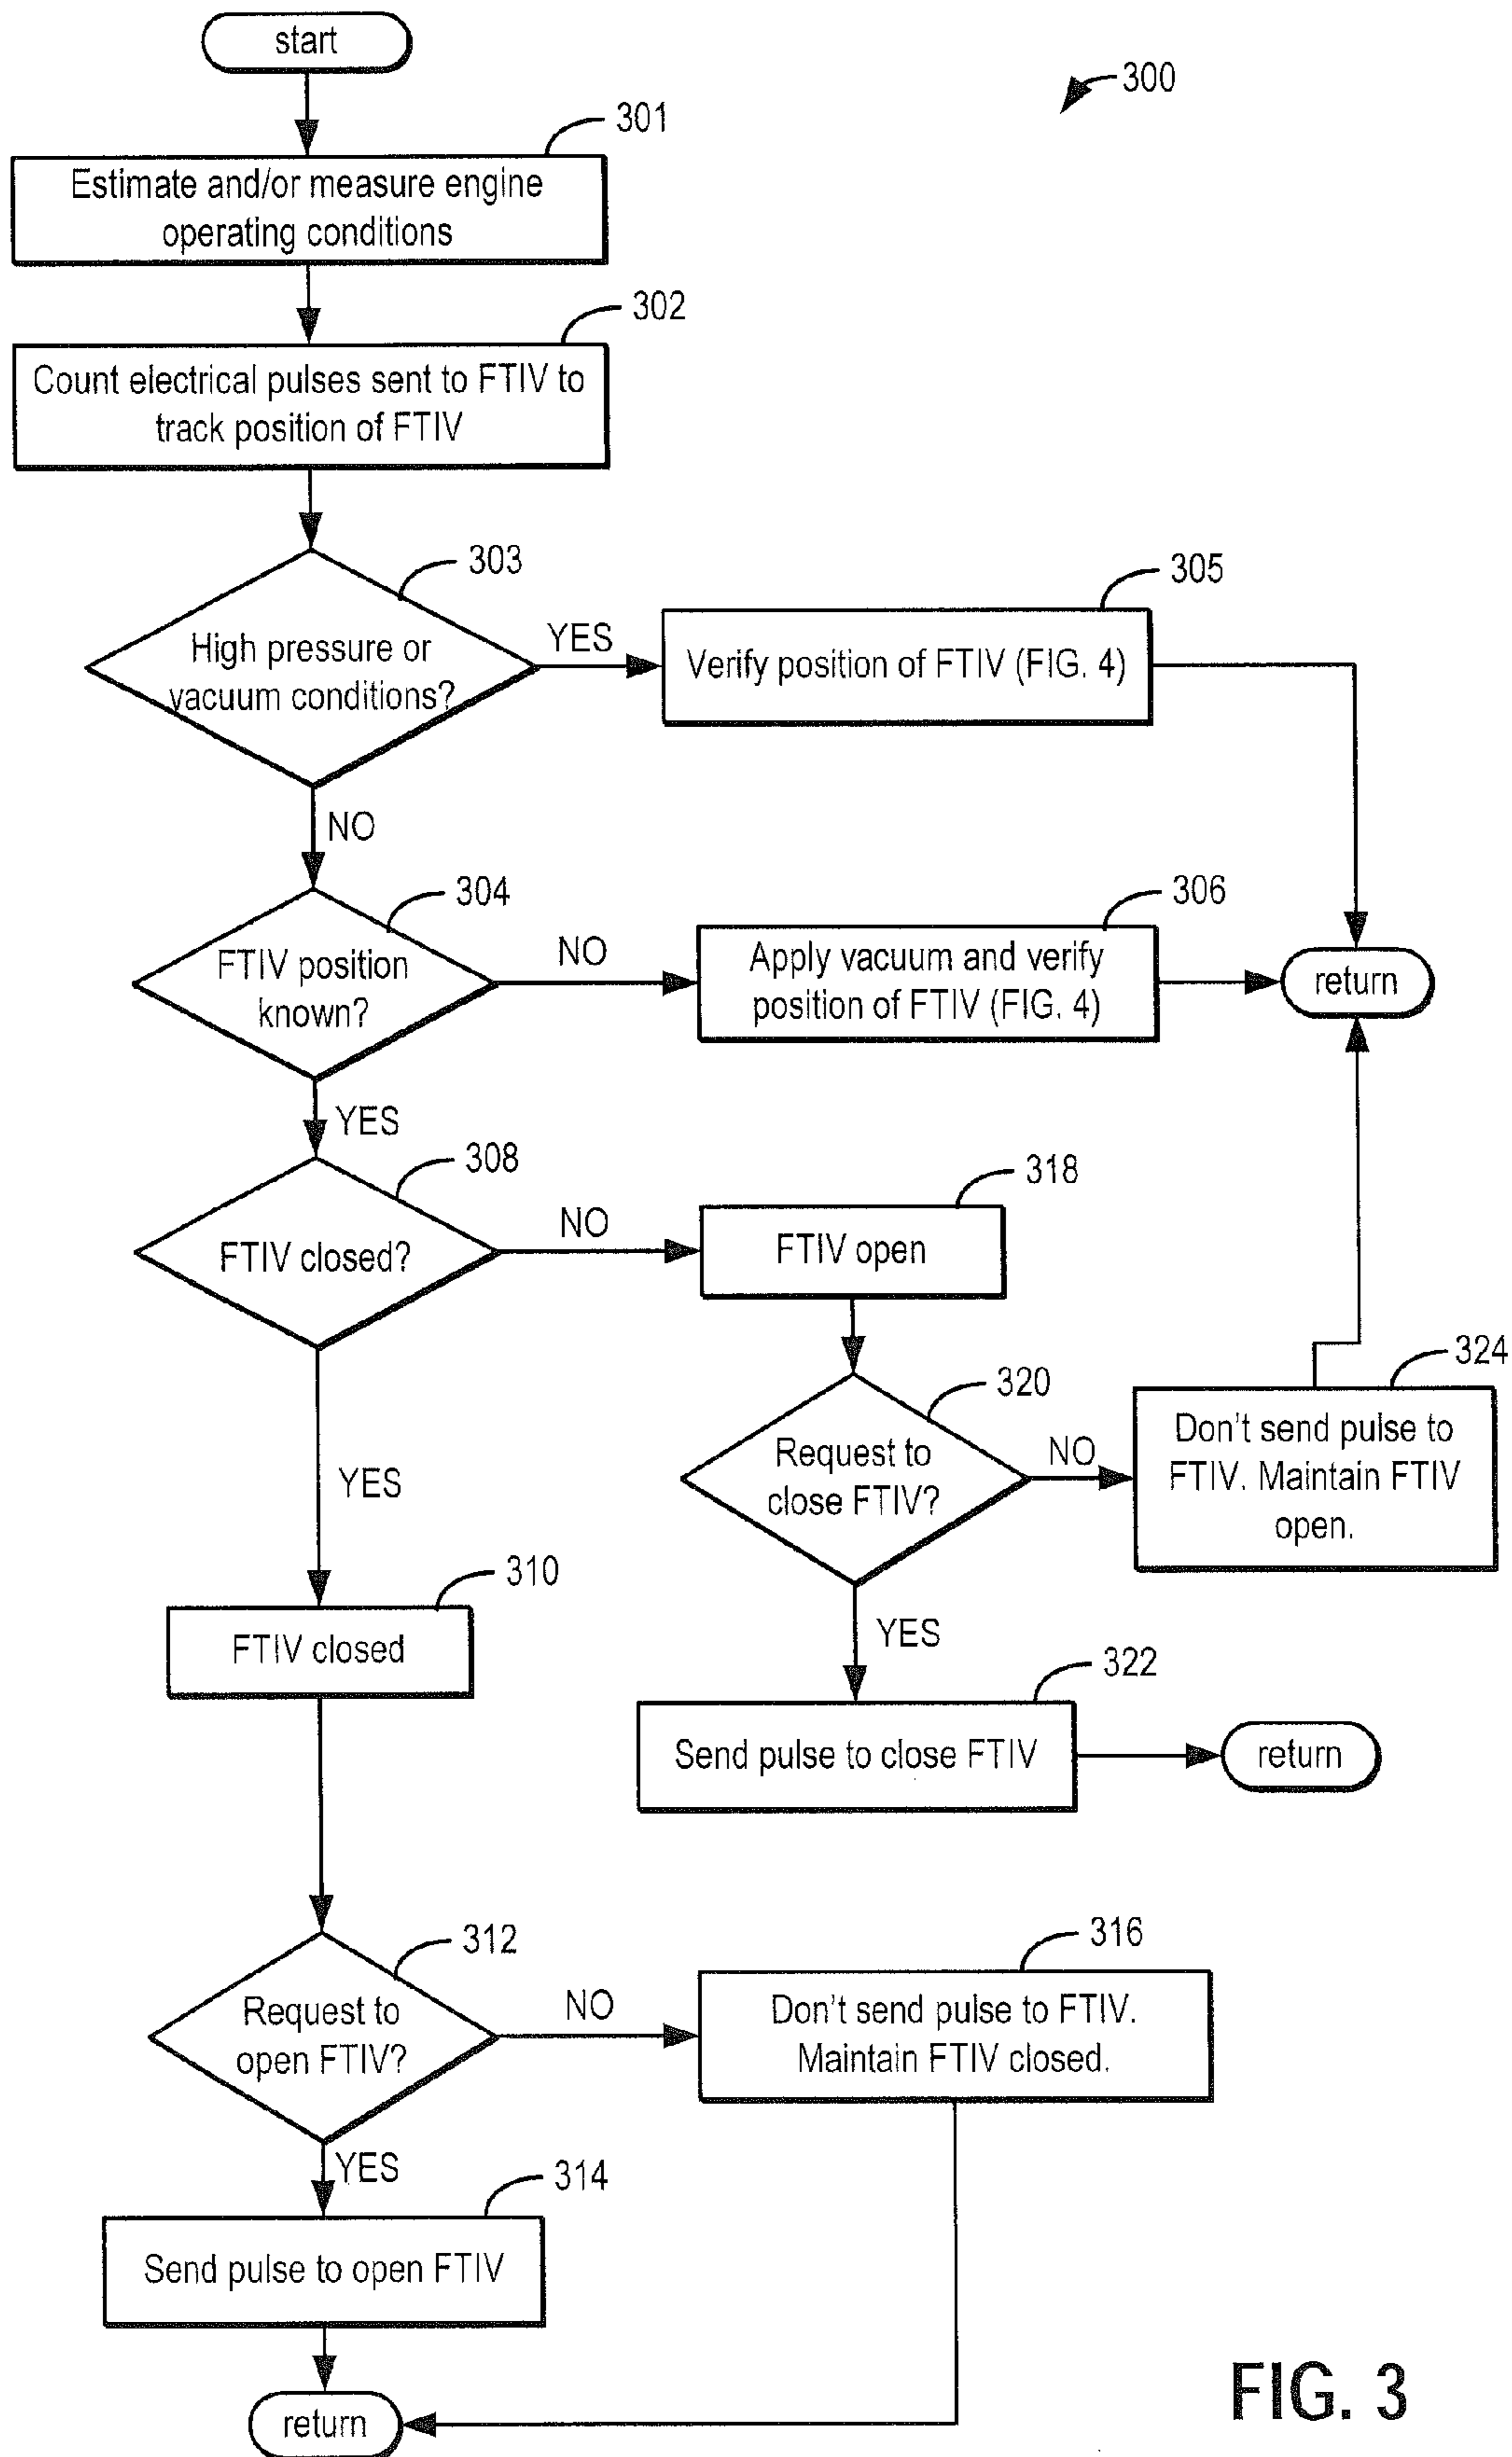 start
300
301
Estimate and/or measure engine
operating conditions
302
Count electrical pulses sent to FTIV to
track position of FTIV
303
High pressure or
vacuum conditions?
YES
305
Verify position of FTIV (FIG. 4)
NO
304
FTIV position
known?
NO
306
Apply vacuum and verify
position of FTIV (FIG. 4)
return
YES
308
FTIV closed?
NO
318
FTIV open
320
Request to
close FTIV?
NO
324
Don't send pulse to
FTIV. Maintain FTIV
open.
YES
310
FTIV closed
YES
322
Send pulse to close FTIV
return
312
Request to
open FTIV?
NO
316
Don't send pulse to FTIV.
Maintain FTIV closed.
YES
314
Send pulse to open FTIV
return
FIG. 3